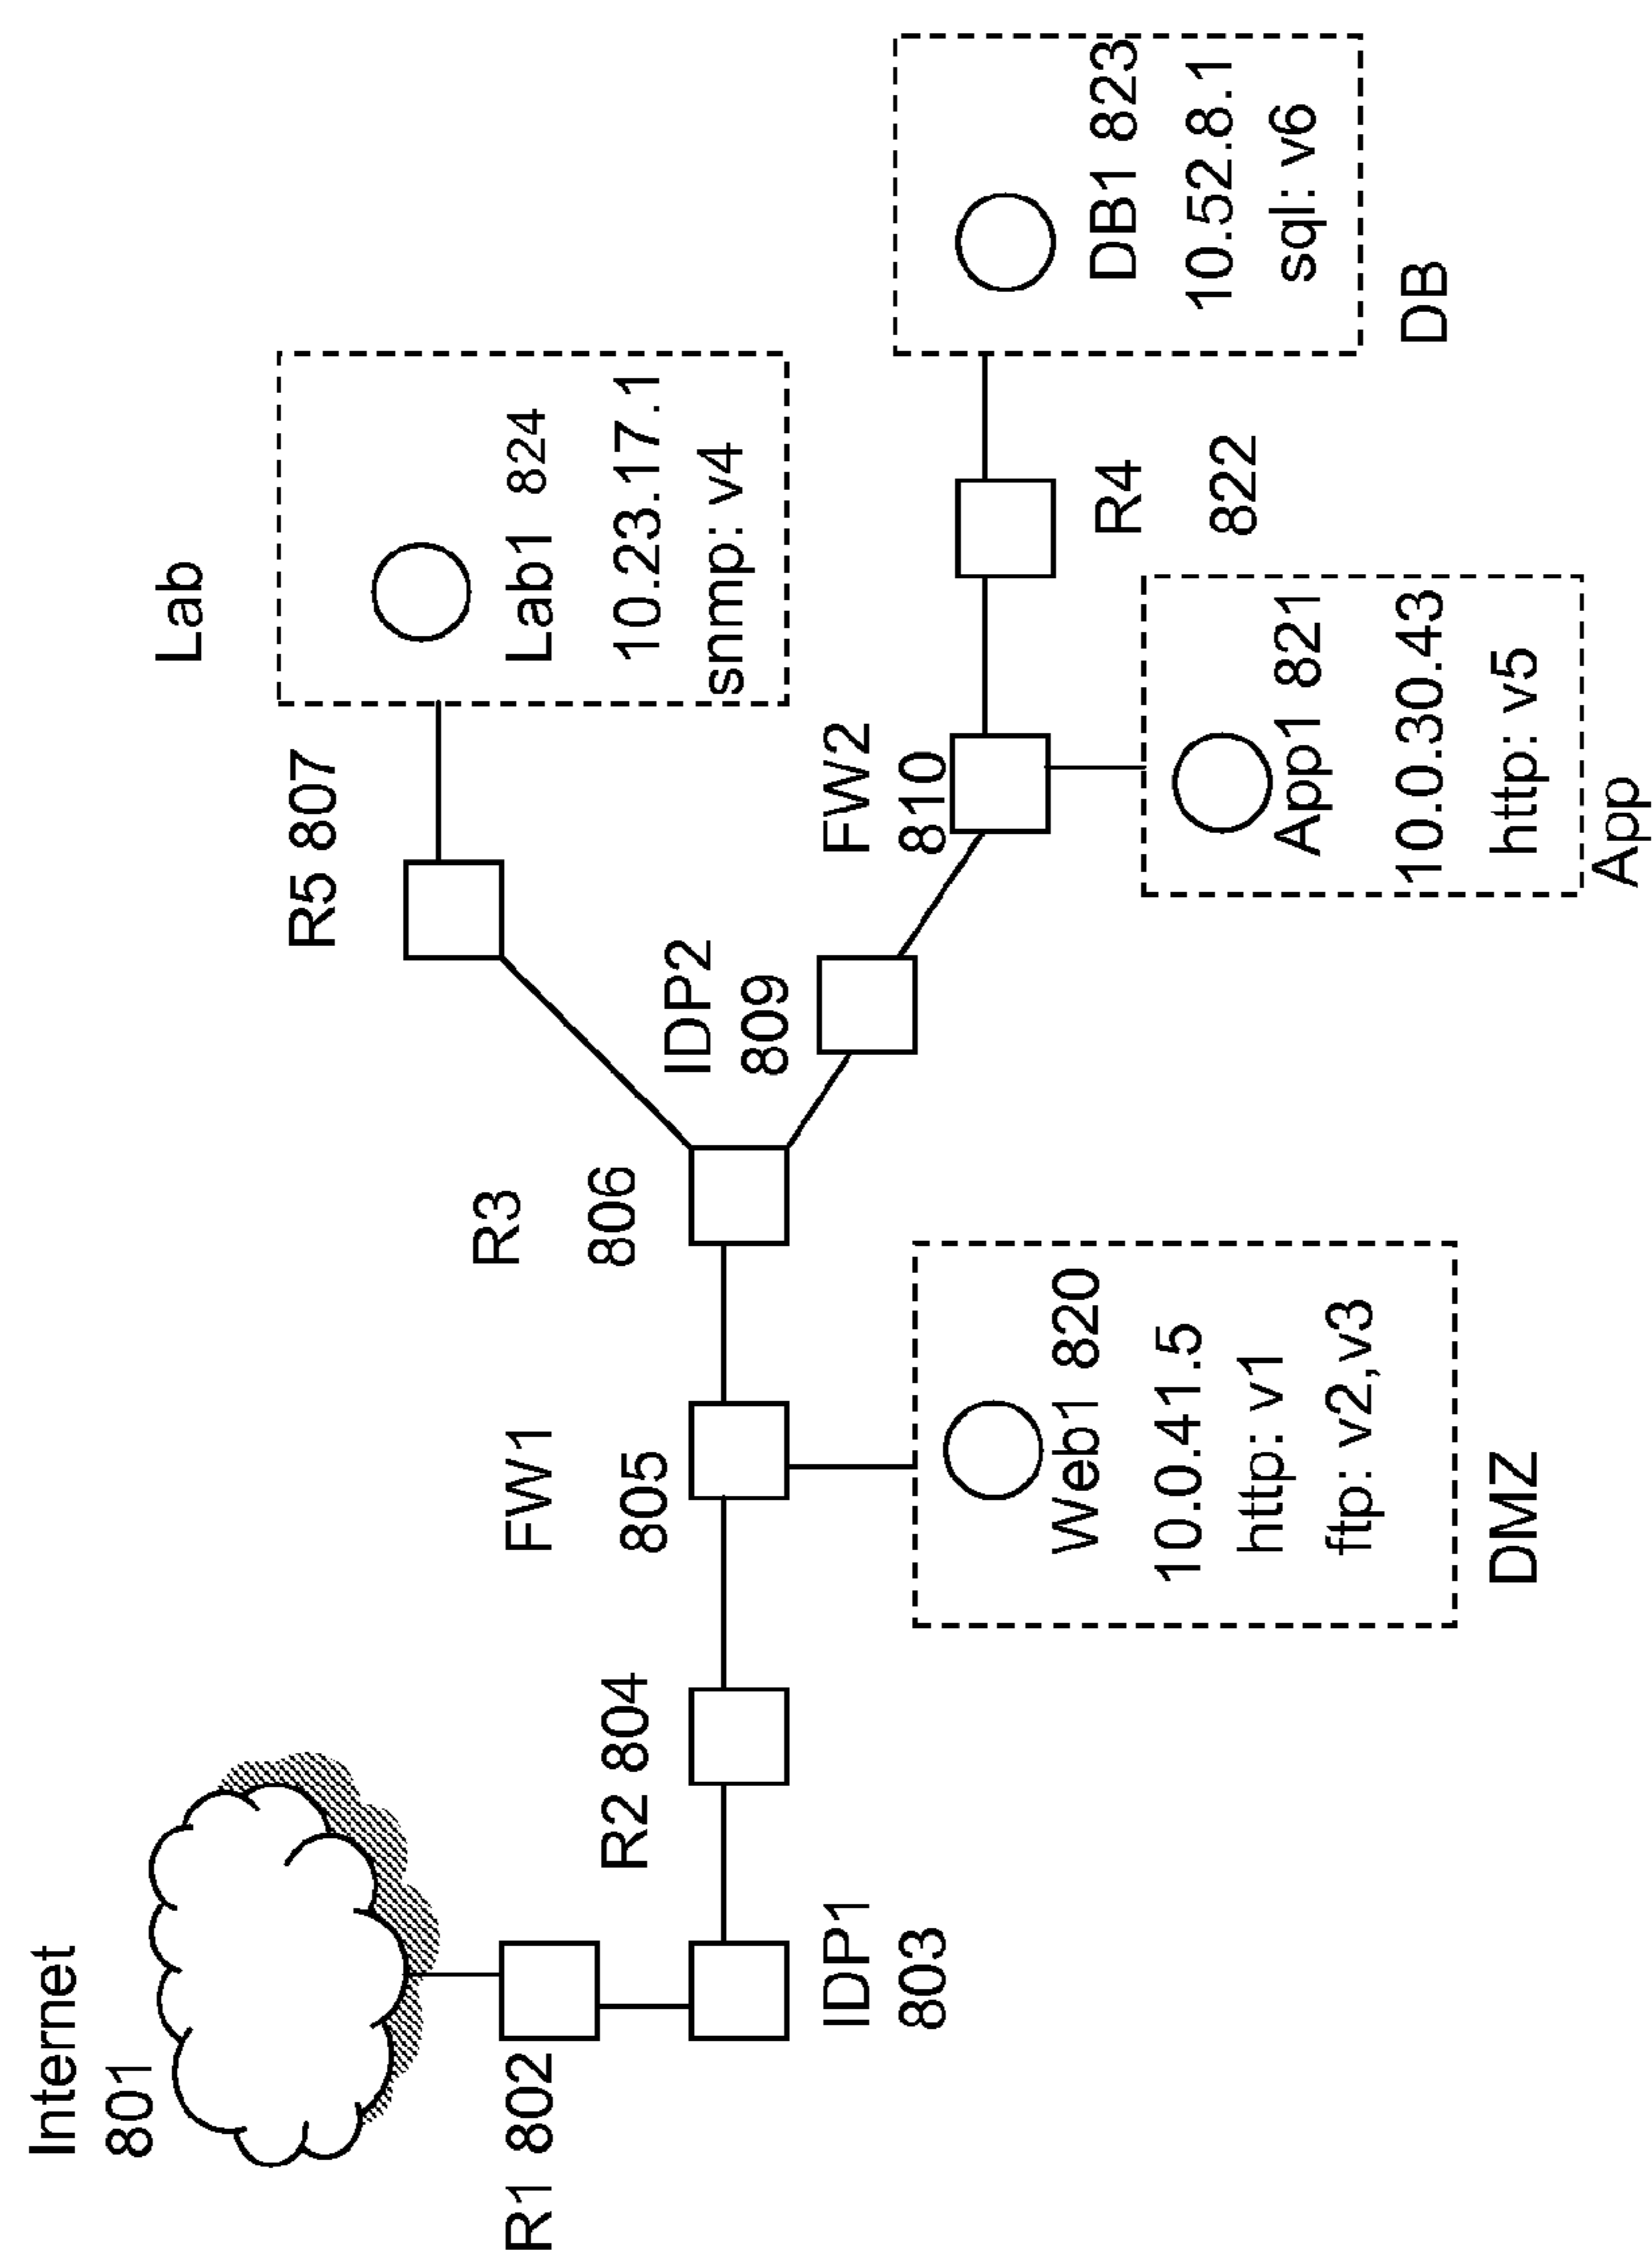 Internet
801
R1 802
IDP1
803
R2 804
FW1
805
Web1 820
10.0.41.5
http: v1
ftp: v2,v3
DMZ
R3
806
R5 807
Lab
Lab1 824
10.23.17.1
snmp: v4
IDP2
809
FW2
810
App1 821
10.0.30.43
http: v5
App
R4
822
DB1 823
10.52.8.1
sql: v6
DB